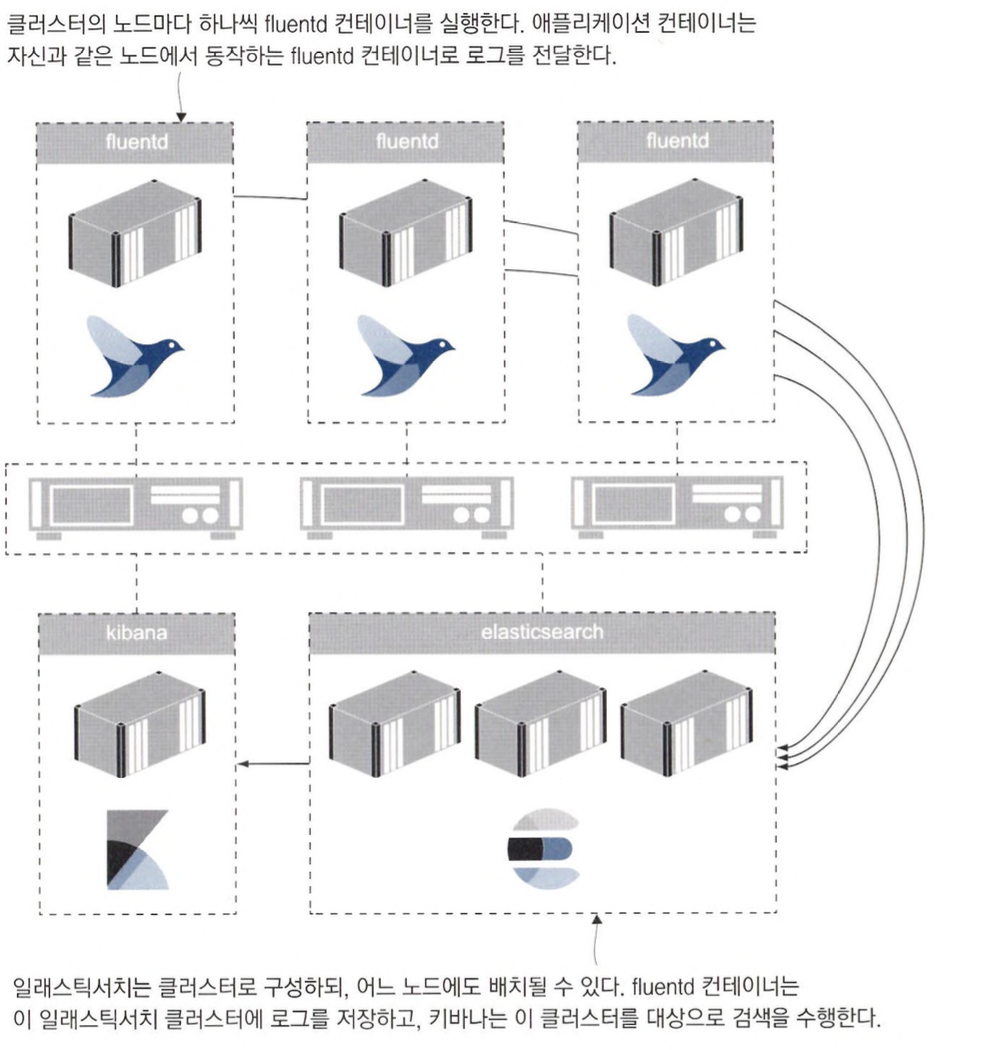 클러스터의 노드마다 하나씩 fluentd 컨테이너를 실행한다. 애플리케이션 컨테이너는
자신과 같은 노드에서 동작하는 fluentd 컨테이너로 로그를 전달한다.
fluentd
fluentd
fluentd
kibana
elasticsearch
일래스틱서치는 클러스터로 구성하되, 어느 노드에도 배치될 수 있다. fluentd 컨테이너는
이 일래스틱서치 클러스터에 로그를 저장하고, 키바나는 이 클러스터를 대상으로 검색을 수행한다.